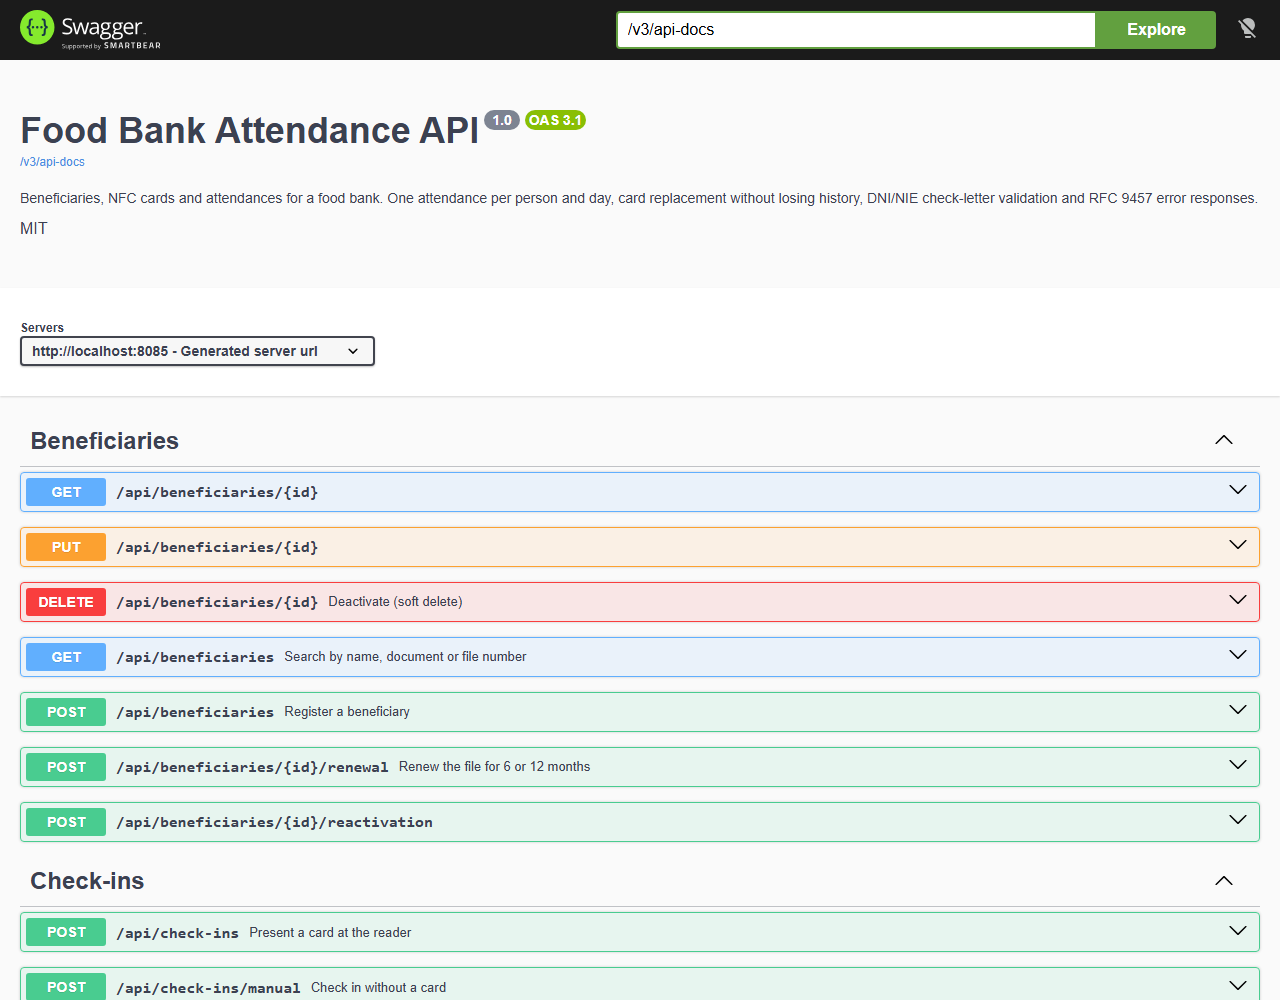 Swagger
Supported by SMARTBEAR
/v3/api-docs
Explore
Food Bank Attendance API 1.0 OAS 3.1
/v3/api-docs
Beneficiaries, NFC cards and attendances for a food bank. One attendance per person and day, card replacement without losing history, DNI/NIE check-letter validation and RFC 9457 error responses.
MIT
Servers
http://localhost:8085 - Generated server url
Beneficiaries
GET /api/beneficiaries/{id}
PUT /api/beneficiaries/{id}
DELETE /api/beneficiaries/{id} Deactivate (soft delete)
GET /api/beneficiaries Search by name, document or file number
POST /api/beneficiaries Register a beneficiary
POST /api/beneficiaries/{id}/renewal Renew the file for 6 or 12 months
POST /api/beneficiaries/{id}/reactivation
Check-ins
POST /api/check-ins Present a card at the reader
POST /api/check-ins/manual Check in without a card